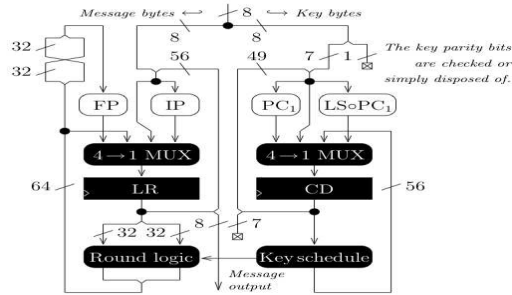 Message bytes 8 Key bytes
8 8
32 56 49 7 1 The key parity bits
are checked or
simply disposed of.
32
FP IP PC1 LS∘PC1
4→1 MUX 4→1 MUX
64 LR CD 56
32 32 8 7
Round logic Key schedule
Message
output